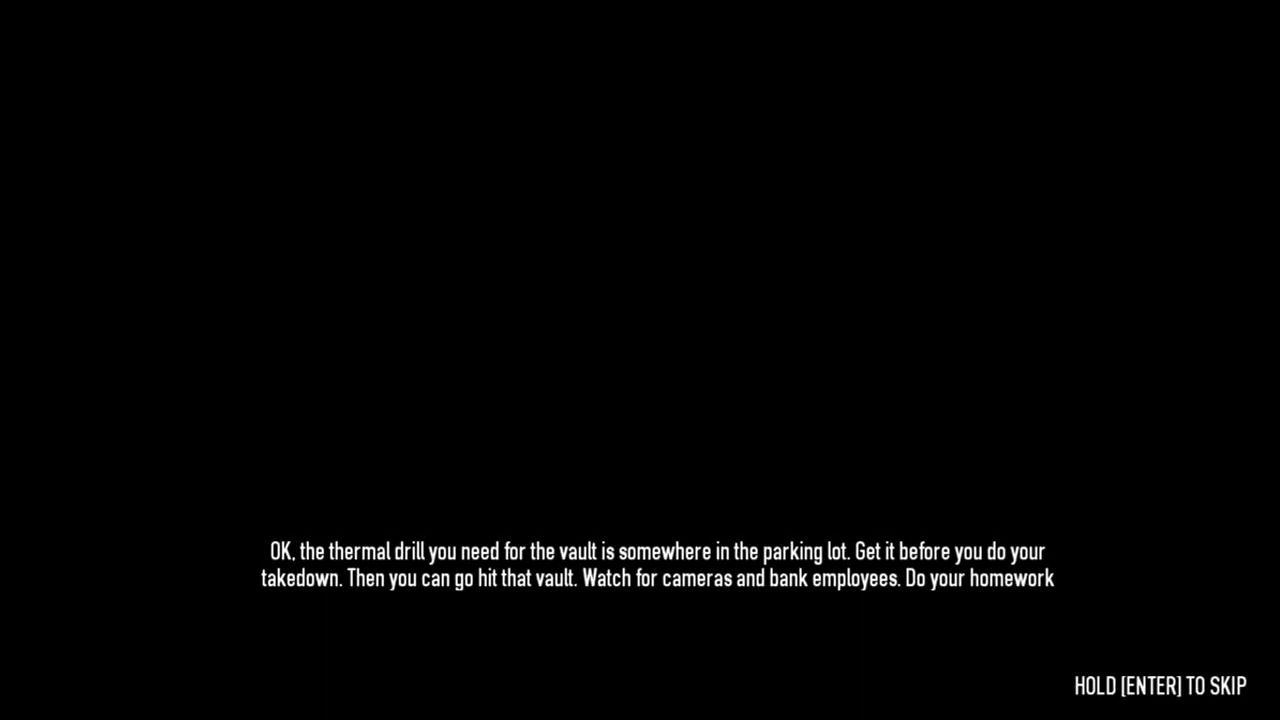 OK, the thermal drill you need for the vault is somewhere in the parking lot. Get it before you do your
takedown. Then you can go hit that vault. Watch for cameras and bank employees. Do your homework
HOLD [ENTER] TO SKIP